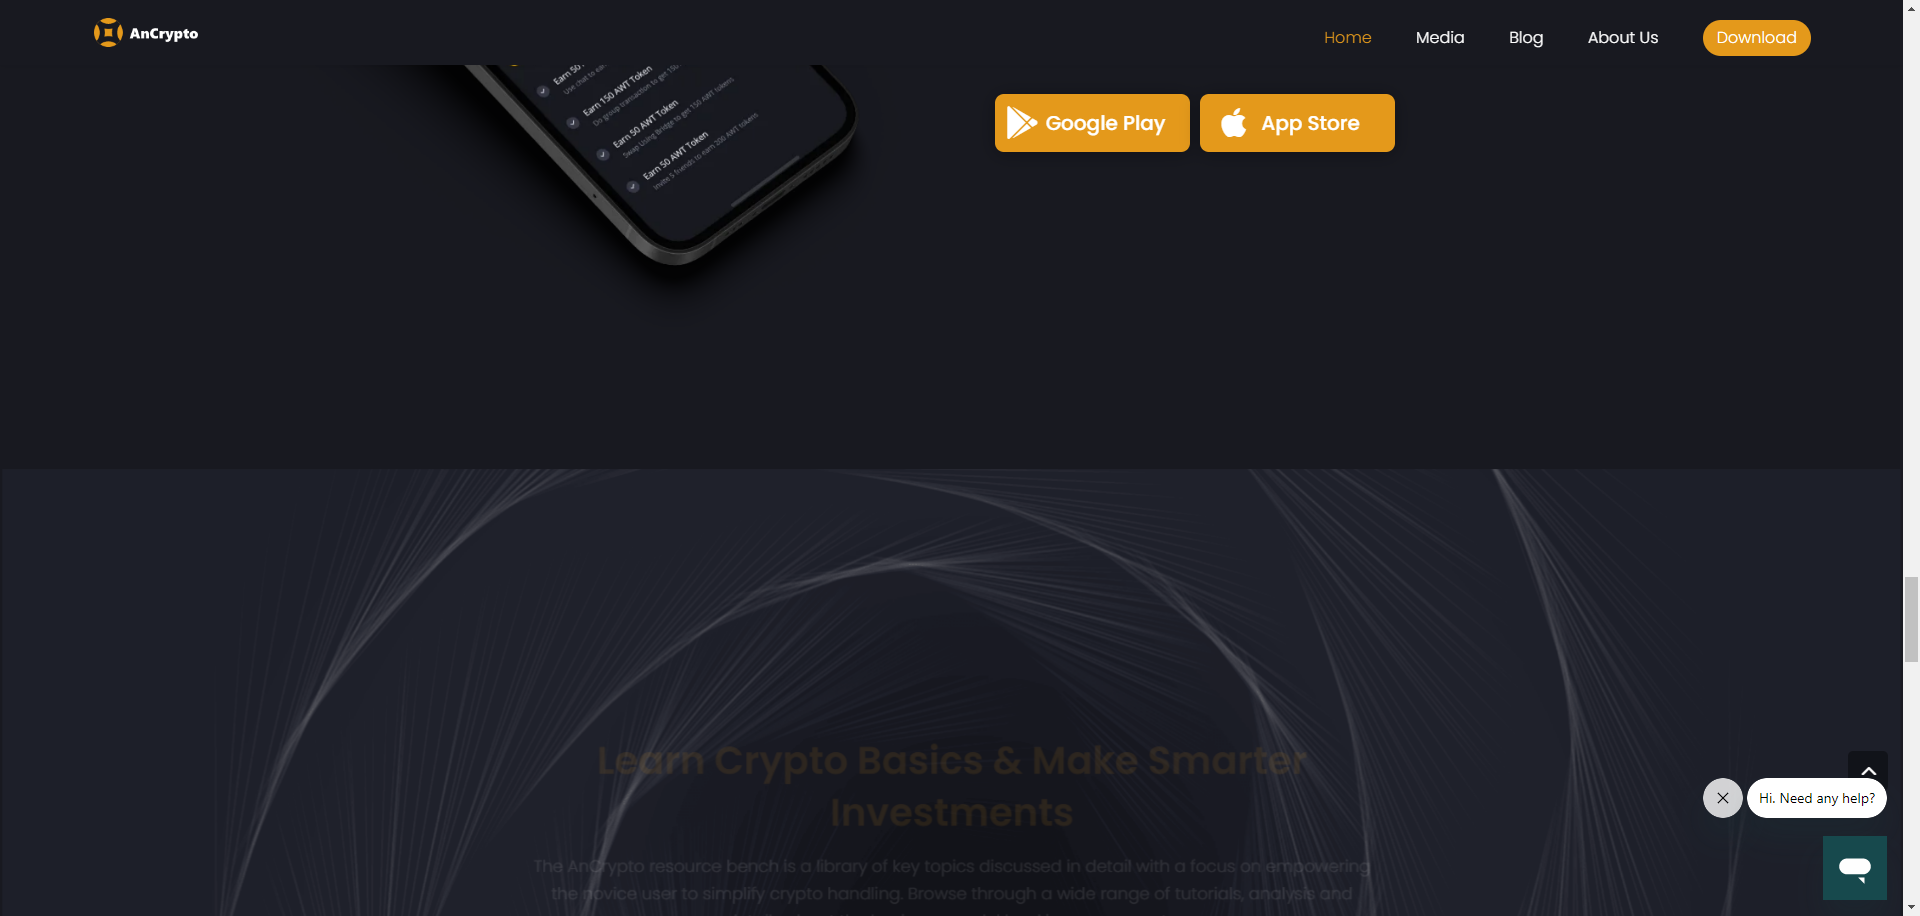 AnCrypto
Home
Media
Blog
About Us
Download
Earn 50
Use chat to ear
Earn 150 AWT Token
Do group transaction to get 150
Earn 50 AWT Token
Swap Using Bridge to get 150 AWT tokens
Earn 50 AWT Token
Invite 5 friends to earn 200 AWT tokens
Google Play
App Store
Learn Crypto Basics & Make Smarter
Investments
The AnCrypto resource bench is a library of key topics discussed in detail with a focus on empowering
the novice user to simplify crypto handling. Browse through a wide range of tutorials, analysis and
Hi. Need any help?